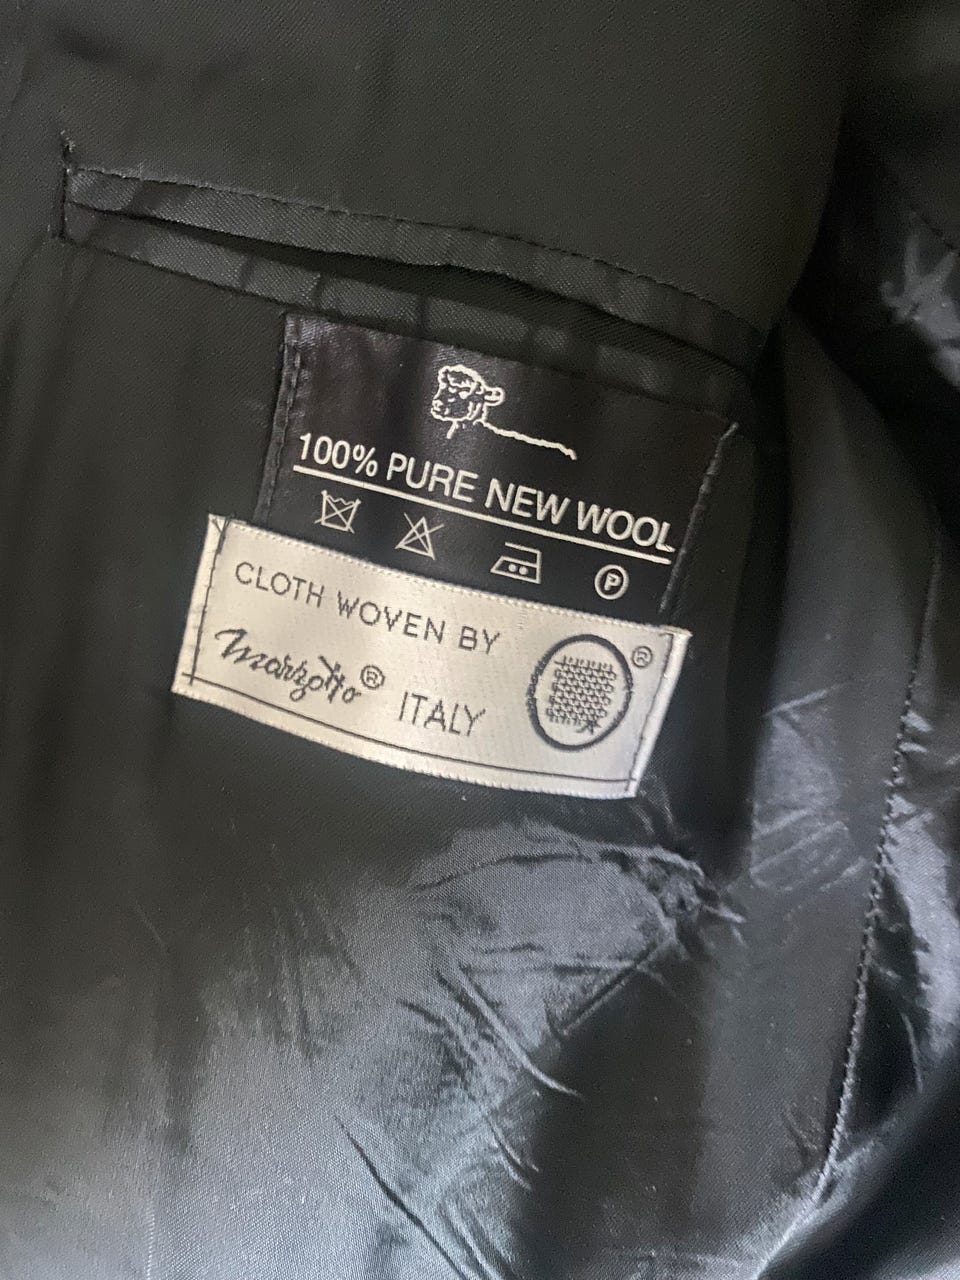 100% PURE NEW WOOL
P
CLOTH WOVEN BY
Marzotto® ITALY
®